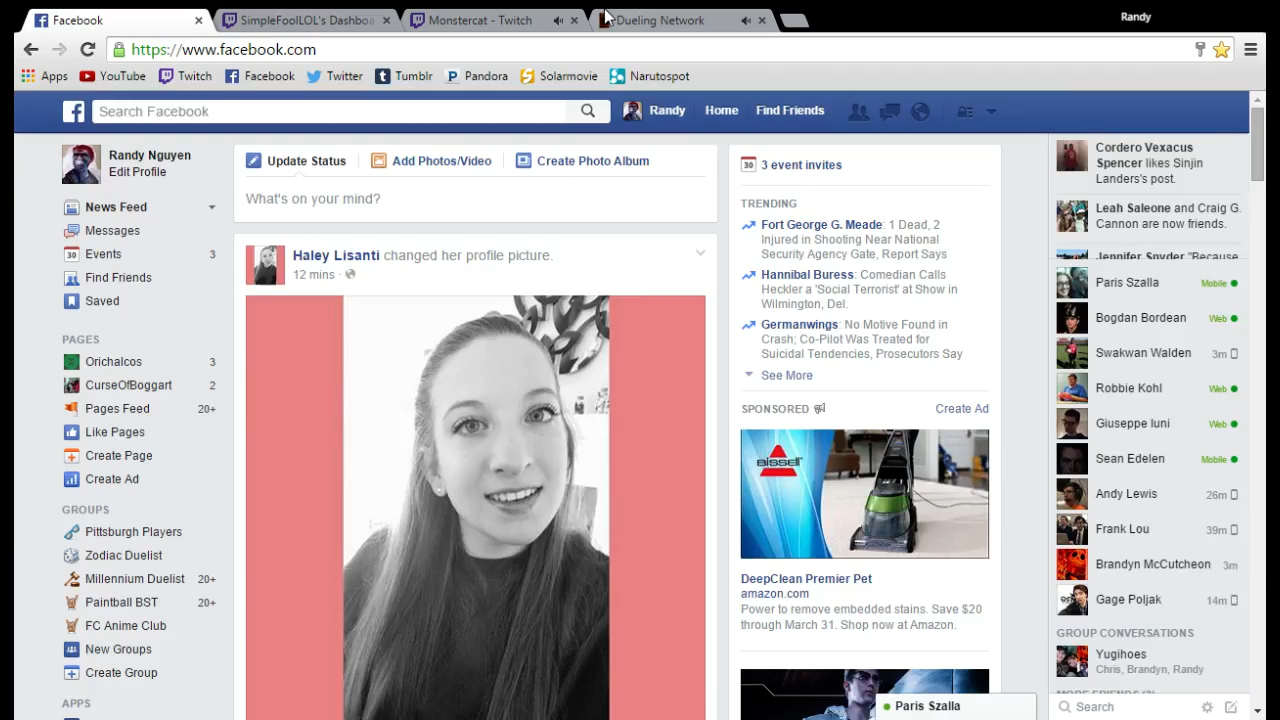 Facebook
SimpleFoolLOL's Dashboa
Monstercat - Twitch
Dueling Network
Randy
https://www.facebook.com
Apps
YouTube
Twitch
Facebook
Twitter
Tumblr
Pandora
Solarmovie
Narutospot
Search Facebook
Randy
Home
Find Friends
Randy Nguyen
Edit Profile
News Feed
Messages
Events 3
Find Friends
Saved
PAGES
Orichalcos 3
CurseOfBoggart 2
Pages Feed 20+
Like Pages
Create Page
Create Ad
GROUPS
Pittsburgh Players
Zodiac Duelist
Millennium Duelist 20+
Paintball BST 20+
FC Anime Club
New Groups
Create Group
APPS
Update Status
Add Photos/Video
Create Photo Album
What's on your mind?
Haley Lisanti changed her profile picture.
12 mins ·
30 3 event invites
TRENDING
Fort George G. Meade: 1 Dead, 2
Injured in Shooting Near National
Security Agency Gate, Report Says
Hannibal Buress: Comedian Calls
Heckler a 'Social Terrorist' at Show in
Wilmington, Del.
Germanwings: No Motive Found in
Crash; Co-Pilot Was Treated for
Suicidal Tendencies, Prosecutors Say
See More
SPONSORED
Create Ad
BISSELL
DeepClean Premier Pet
amazon.com
Power to remove embedded stains. Save $20
through March 31. Shop now at Amazon.
Cordero Vexacus
Spencer likes Sinjin
Landers's post.
Leah Saleone and Craig G.
Cannon are now friends.
Jennifer Snyder "Because
Paris Szalla Mobile
Bogdan Bordean Web
Swakwan Walden 3m
Robbie Kohl Web
Giuseppe Iuni Web
Sean Edelen Mobile
Andy Lewis 26m
Frank Lou 39m
Brandyn McCutcheon 3m
Gage Poljak 14m
GROUP CONVERSATIONS
Yugihoes
Chris, Brandyn, Randy
Paris Szalla
Search